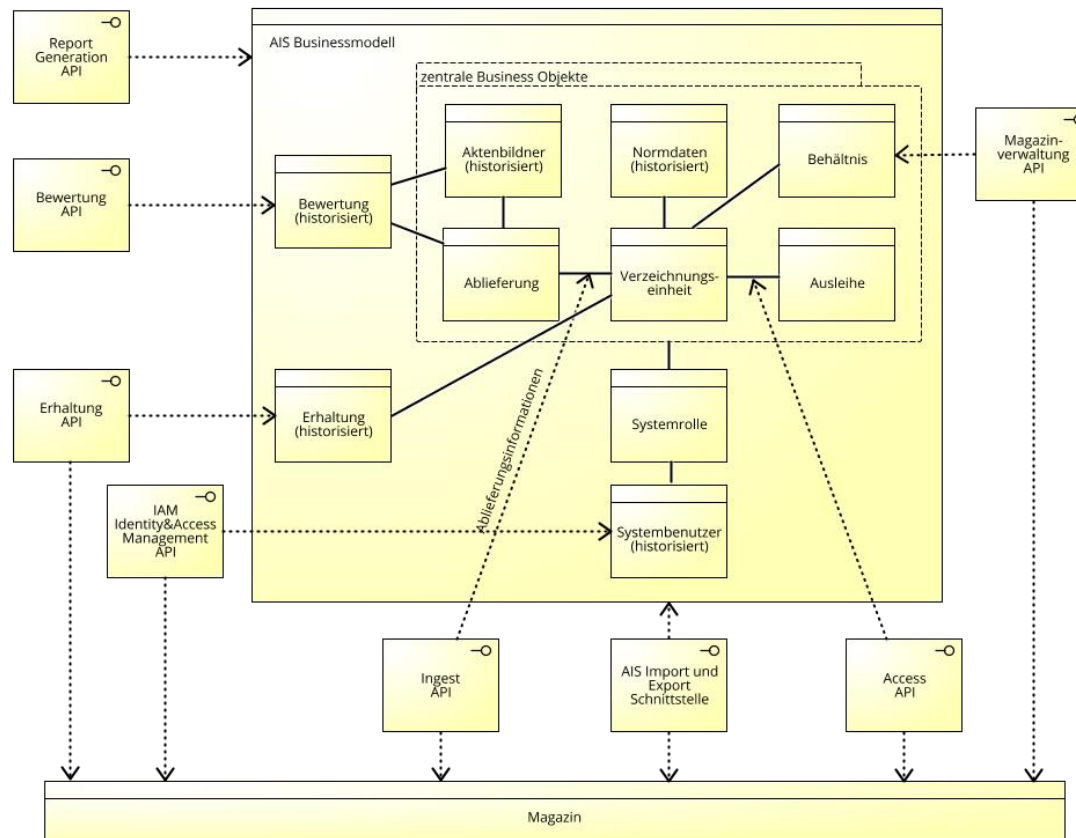 Report
Generation
API
AIS Businessmodell
zentrale Business Objekte
Aktenbildner
(historisiert)
Normdaten
(historisiert)
Behältnis
Magazin-
verwaltung
API
Bewertung
API
Bewertung
(historisiert)
Ablieferung
Verzeichnungs-
einheit
Ausleihe
Erhaltung
API
Erhaltung
(historisiert)
Ablieferungsinformationen
Systemrolle
IAM
Identity&Access
Management
API
Systembenutzer
(historisiert)
Ingest
API
AIS Import und
Export
Schnittstelle
Access
API
Magazin